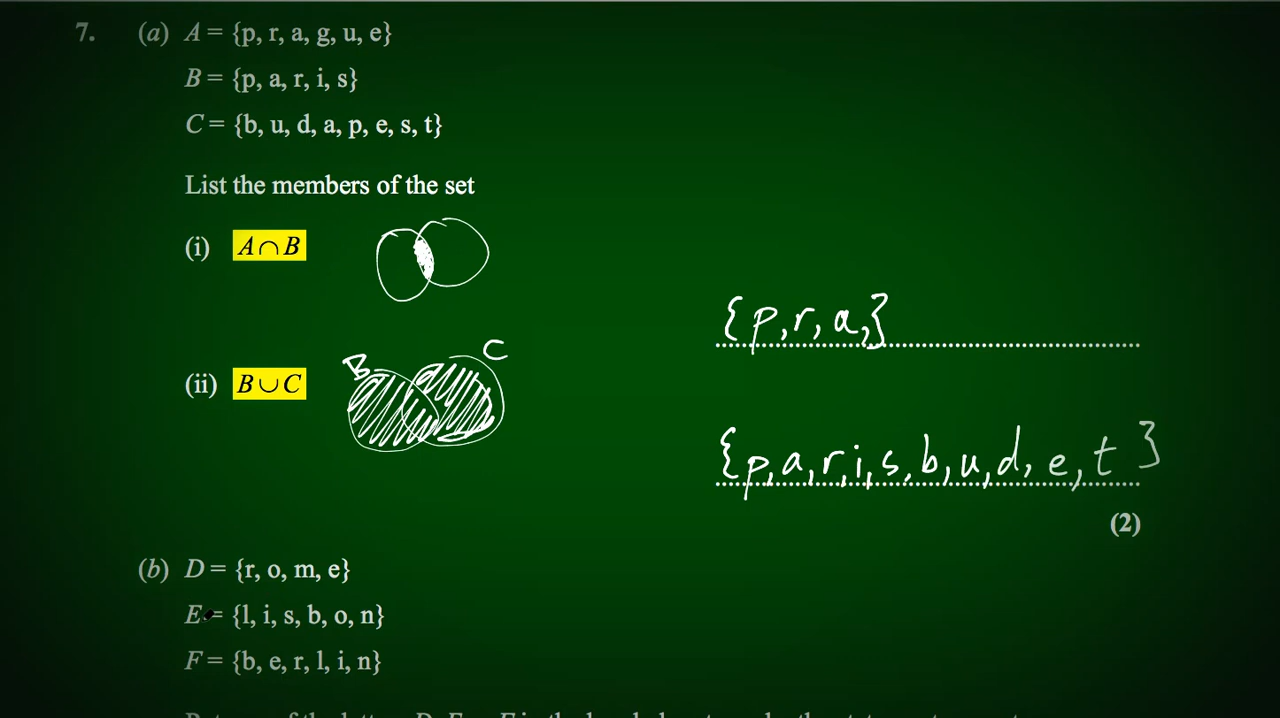 7. (a) A = {p, r, a, g, u, e}
B = {p, a, r, i, s}
C = {b, u, d, a, p, e, s, t}
List the members of the set
(i) A∩B
{p, r, a,}
(ii) B∪C
B
C
{p, a, r, i, s, b, u, d, e, t }
(2)
(b) D = {r, o, m, e}
E = {l, i, s, b, o, n}
F = {b, e, r, l, i, n}